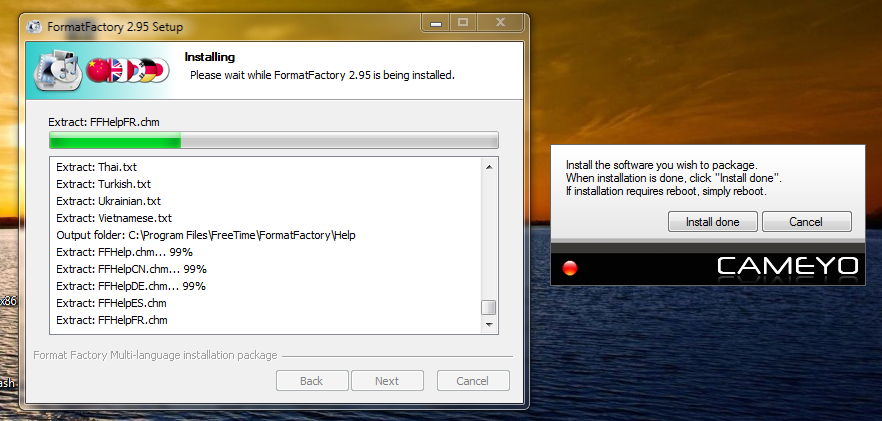 FormatFactory 2.95 Setup
Installing
Please wait while FormatFactory 2.95 is being installed.
Extract: FFHelpFR.chm
Extract: Thai.txt
Extract: Turkish.txt
Extract: Ukrainian.txt
Extract: Vietnamese.txt
Output folder: C:\Program Files\FreeTime\FormatFactory\Help
Extract: FFHelp.chm... 99%
Extract: FFHelpCN.chm... 99%
Extract: FFHelpDE.chm... 99%
Extract: FFHelpES.chm
Extract: FFHelpFR.chm
Format Factory Multi-language installation package
Back Next Cancel
Install the software you wish to package.
When installation is done, click "Install done".
If installation requires reboot, simply reboot.
Install done Cancel
CAMEYO
x86
ash